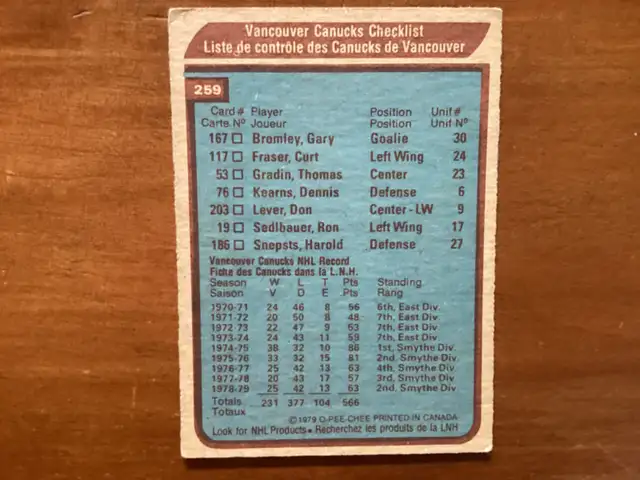 Vancouver Canucks Checklist
Liste de contrôle des Canucks de Vancouver
259
Card # Player Position Unif #
Carte Nº Joueur Position Unif Nº
167 □ Bromley, Gary Goalie 30
117 □ Fraser, Curt Left Wing 24
53 □ Gradin, Thomas Center 23
76 □ Kearns, Dennis Defense 6
203 □ Lever, Don Center-LW 9
19 □ Sedlbauer, Ron Left Wing 17
186 □ Snepsts, Harold Defense 27
Vancouver Canucks NHL Record
Fiche des Canucks dans la L.N.H.
Season W L T Pts Standing
Saison V D E Pts Rang
1970-71 24 46 8 56 6th, East Div.
1971-72 20 50 8 48 7th, East Div.
1972-73 22 47 9 53 7th, East Div.
1973-74 24 43 11 59 7th, East Div.
1974-75 38 32 10 86 1st, Smythe Div.
1975-76 33 32 15 81 2nd, Smythe Div.
1976-77 25 42 13 63 4th, Smythe Div.
1977-78 20 43 17 57 3rd, Smythe Div.
1978-79 25 42 13 63 2nd, Smythe Div.
Totals 231 377 104 566
Totaux
©1979 O-PEE-CHEE PRINTED IN CANADA
Look for NHL Products • Recherchez les produits de la LNH